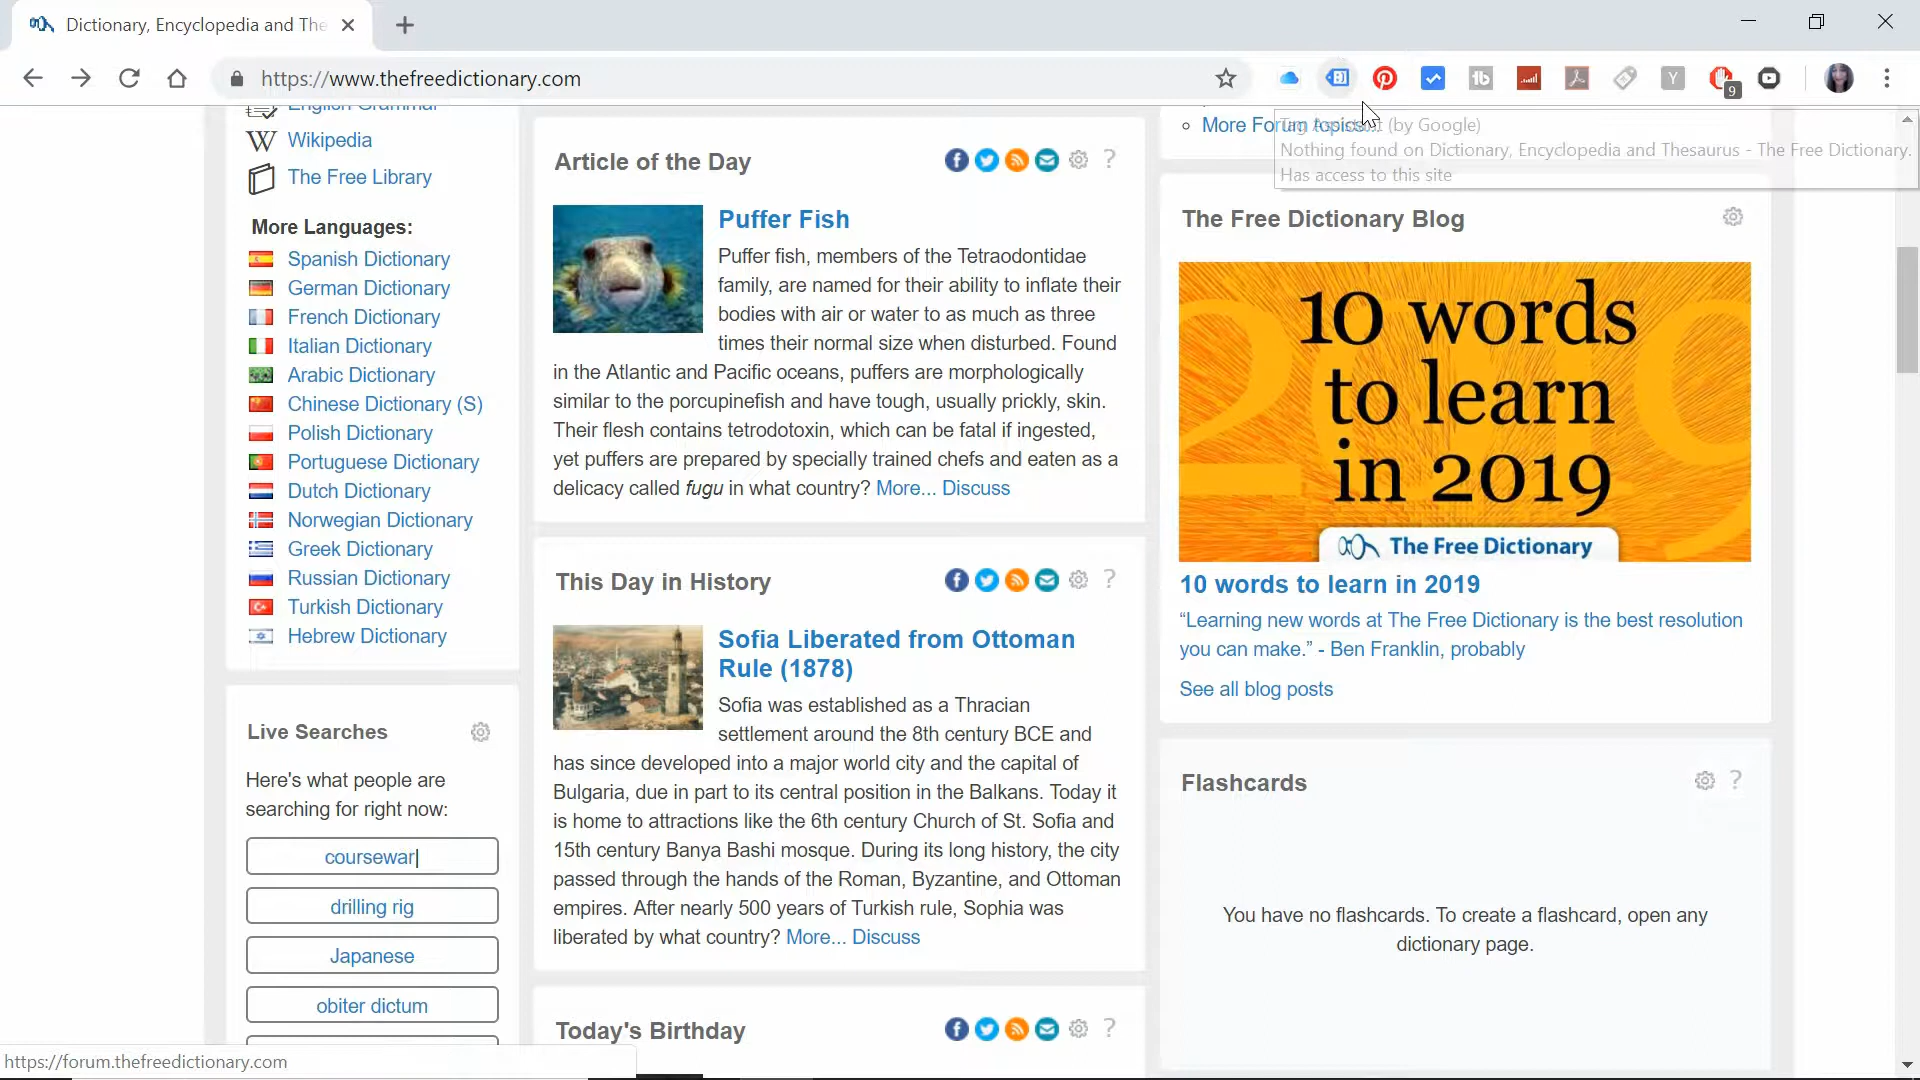 Dictionary, Encyclopedia and The
https://www.thefreedictionary.com
9
English Grammar
Wikipedia
The Free Library
More Languages:
Spanish Dictionary
German Dictionary
French Dictionary
Italian Dictionary
Arabic Dictionary
Chinese Dictionary (S)
Polish Dictionary
Portuguese Dictionary
Dutch Dictionary
Norwegian Dictionary
Greek Dictionary
Russian Dictionary
Turkish Dictionary
Hebrew Dictionary
Live Searches
Here's what people are
searching for right now:
coursewar
drilling rig
Japanese
obiter dictum
Article of the Day
Puffer Fish
Puffer fish, members of the Tetraodontidae
family, are named for their ability to inflate their
bodies with air or water to as much as three
times their normal size when disturbed. Found
in the Atlantic and Pacific oceans, puffers are morphologically
similar to the porcupinefish and have tough, usually prickly, skin.
Their flesh contains tetrodotoxin, which can be fatal if ingested,
yet puffers are prepared by specially trained chefs and eaten as a
delicacy called fugu in what country? More... Discuss
This Day in History
Sofia Liberated from Ottoman
Rule (1878)
Sofia was established as a Thracian
settlement around the 8th century BCE and
has since developed into a major world city and the capital of
Bulgaria, due in part to its central position in the Balkans. Today it
is home to attractions like the 6th century Church of St. Sofia and
15th century Banya Bashi mosque. During its long history, the city
passed through the hands of the Roman, Byzantine, and Ottoman
empires. After nearly 500 years of Turkish rule, Sophia was
liberated by what country? More... Discuss
Today's Birthday
More Forum topics...
(by Google)
Nothing found on Dictionary, Encyclopedia and Thesaurus - The Free Dictionary.
Has access to this site
The Free Dictionary Blog
10 words
to learn
in 2019
The Free Dictionary
10 words to learn in 2019
“Learning new words at The Free Dictionary is the best resolution
you can make.” - Ben Franklin, probably
See all blog posts
Flashcards
You have no flashcards. To create a flashcard, open any
dictionary page.
https://forum.thefreedictionary.com